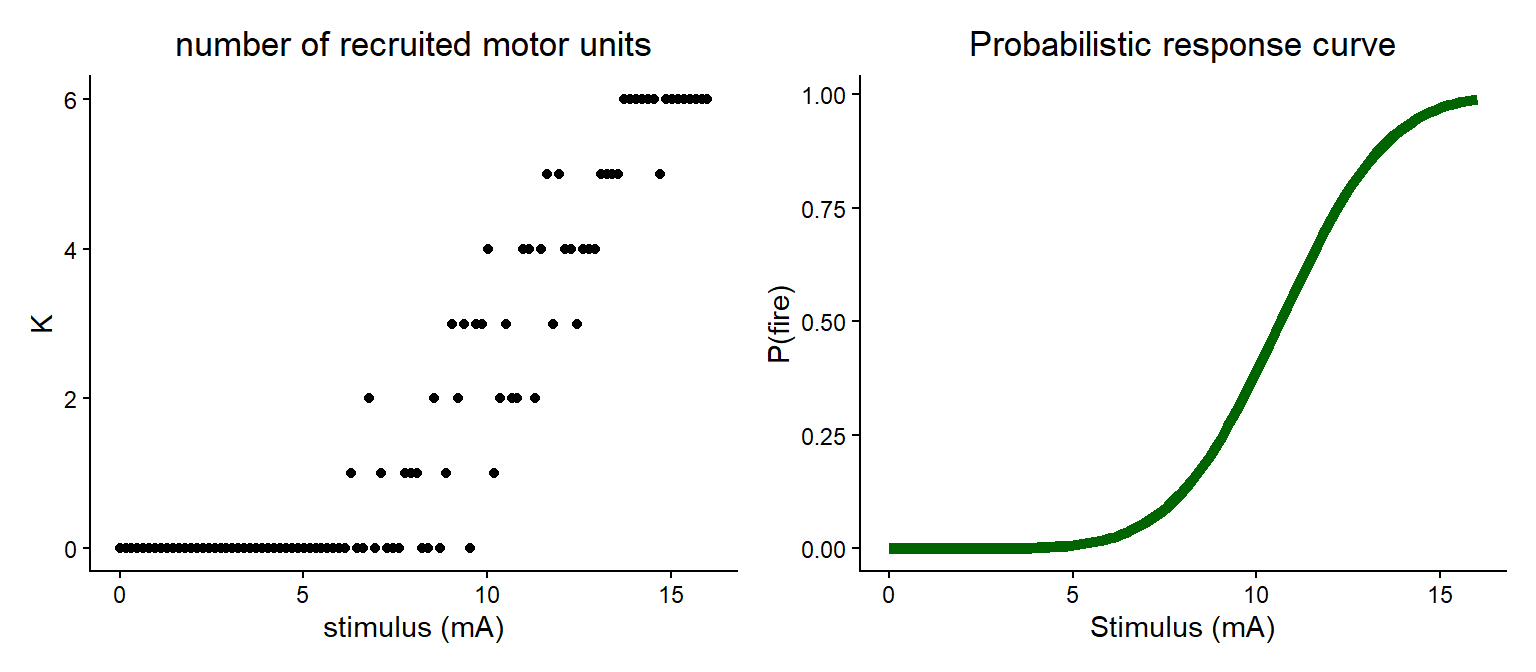 number of recruited motor units
K
6
4
2
0
0 5 10 15
stimulus (mA)
Probabilistic response curve
P(fire)
1.00
0.75
0.50
0.25
0.00
0 5 10 15
Stimulus (mA)